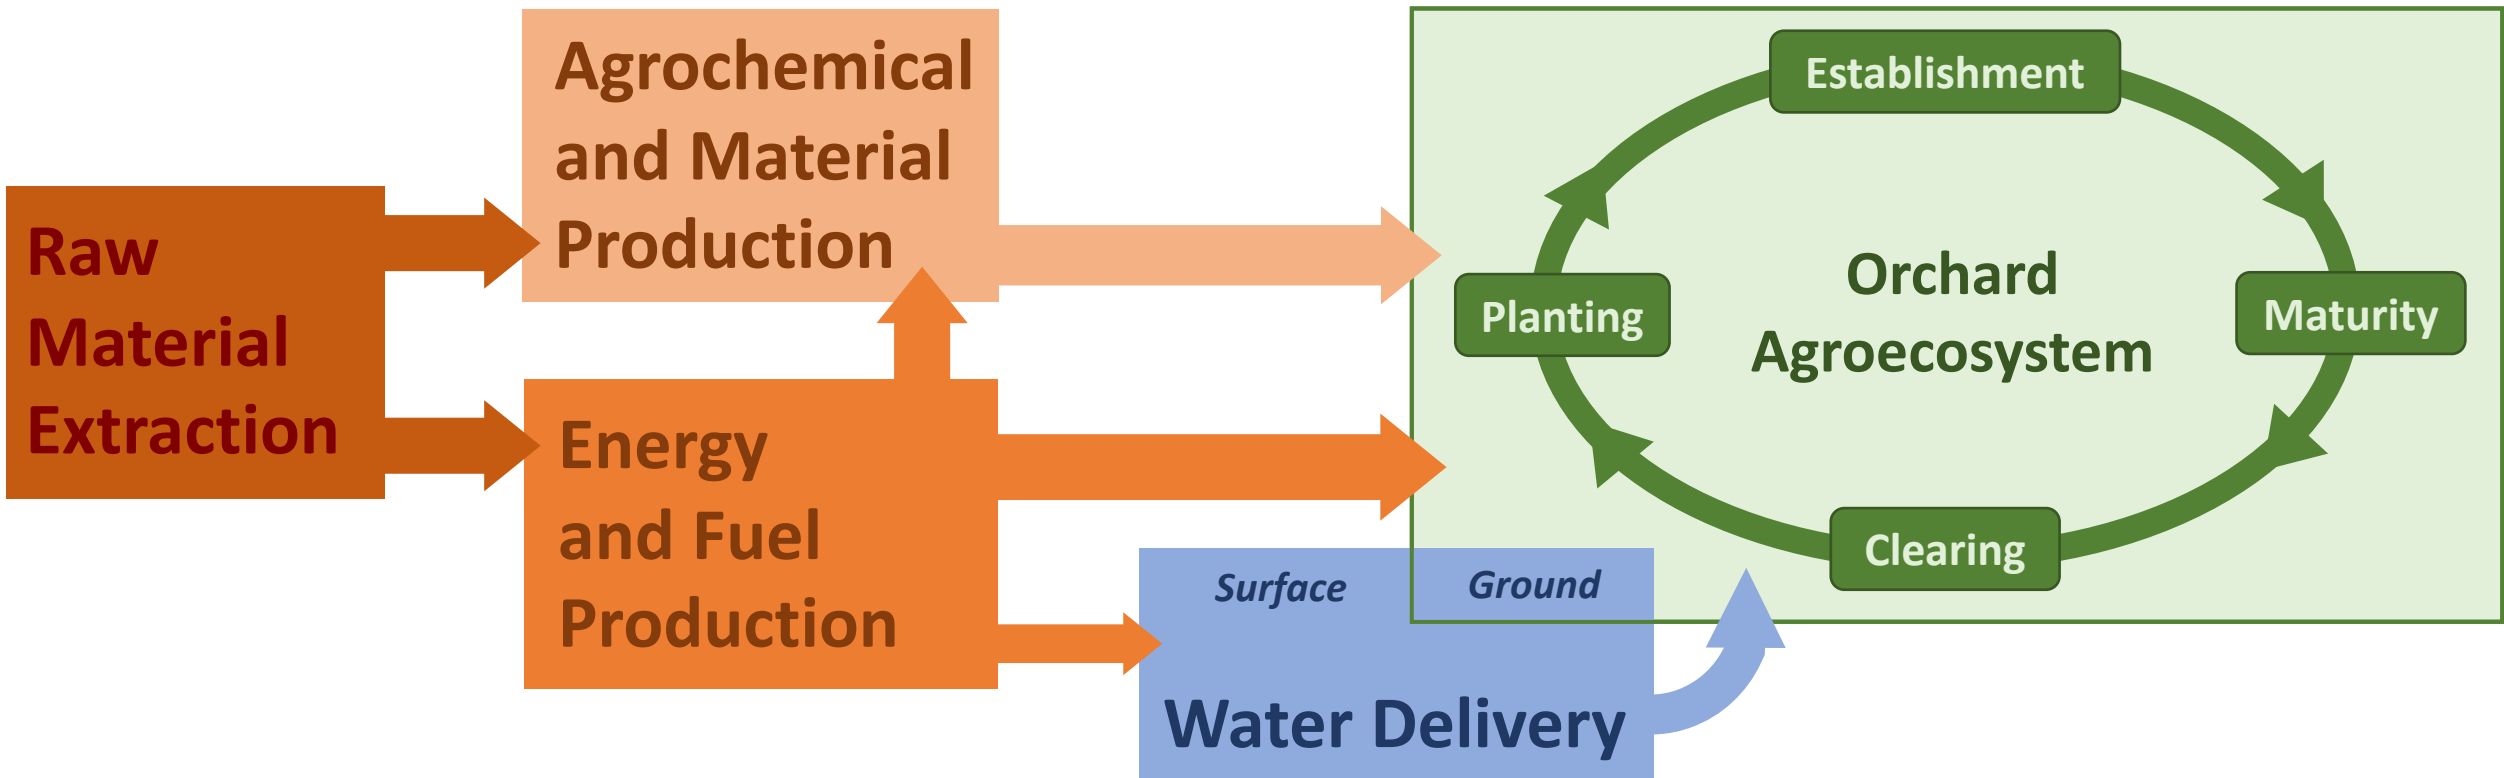 Raw
Material
Extraction
Agrochemical
and Material
Production
Energy
and Fuel
Production
Surface
Ground
Water Delivery
Establishment
Orchard
Agroecosystem
Planting
Maturity
Clearing